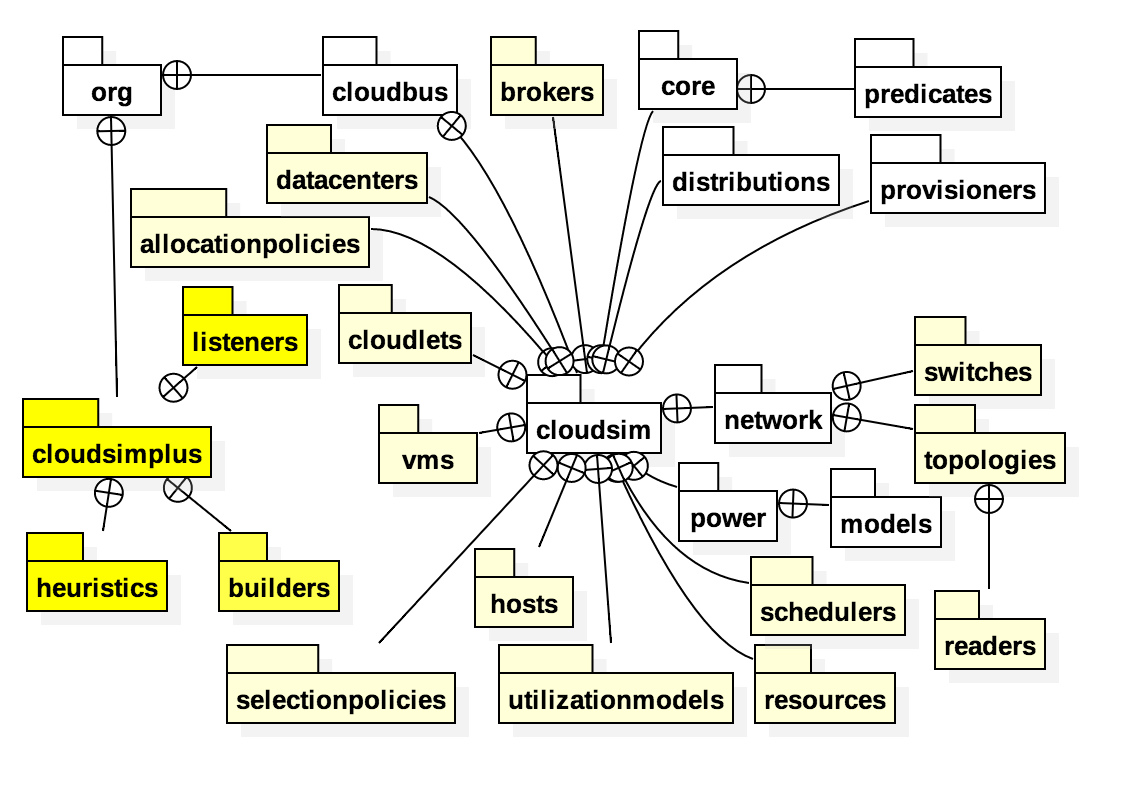 org
cloudbus
brokers
core
predicates
datacenters
distributions
provisioners
allocationpolicies
listeners
cloudlets
switches
cloudsimplus
vms
cloudsim
network
topologies
power
models
heuristics
builders
hosts
schedulers
readers
selectionpolicies
utilizationmodels
resources